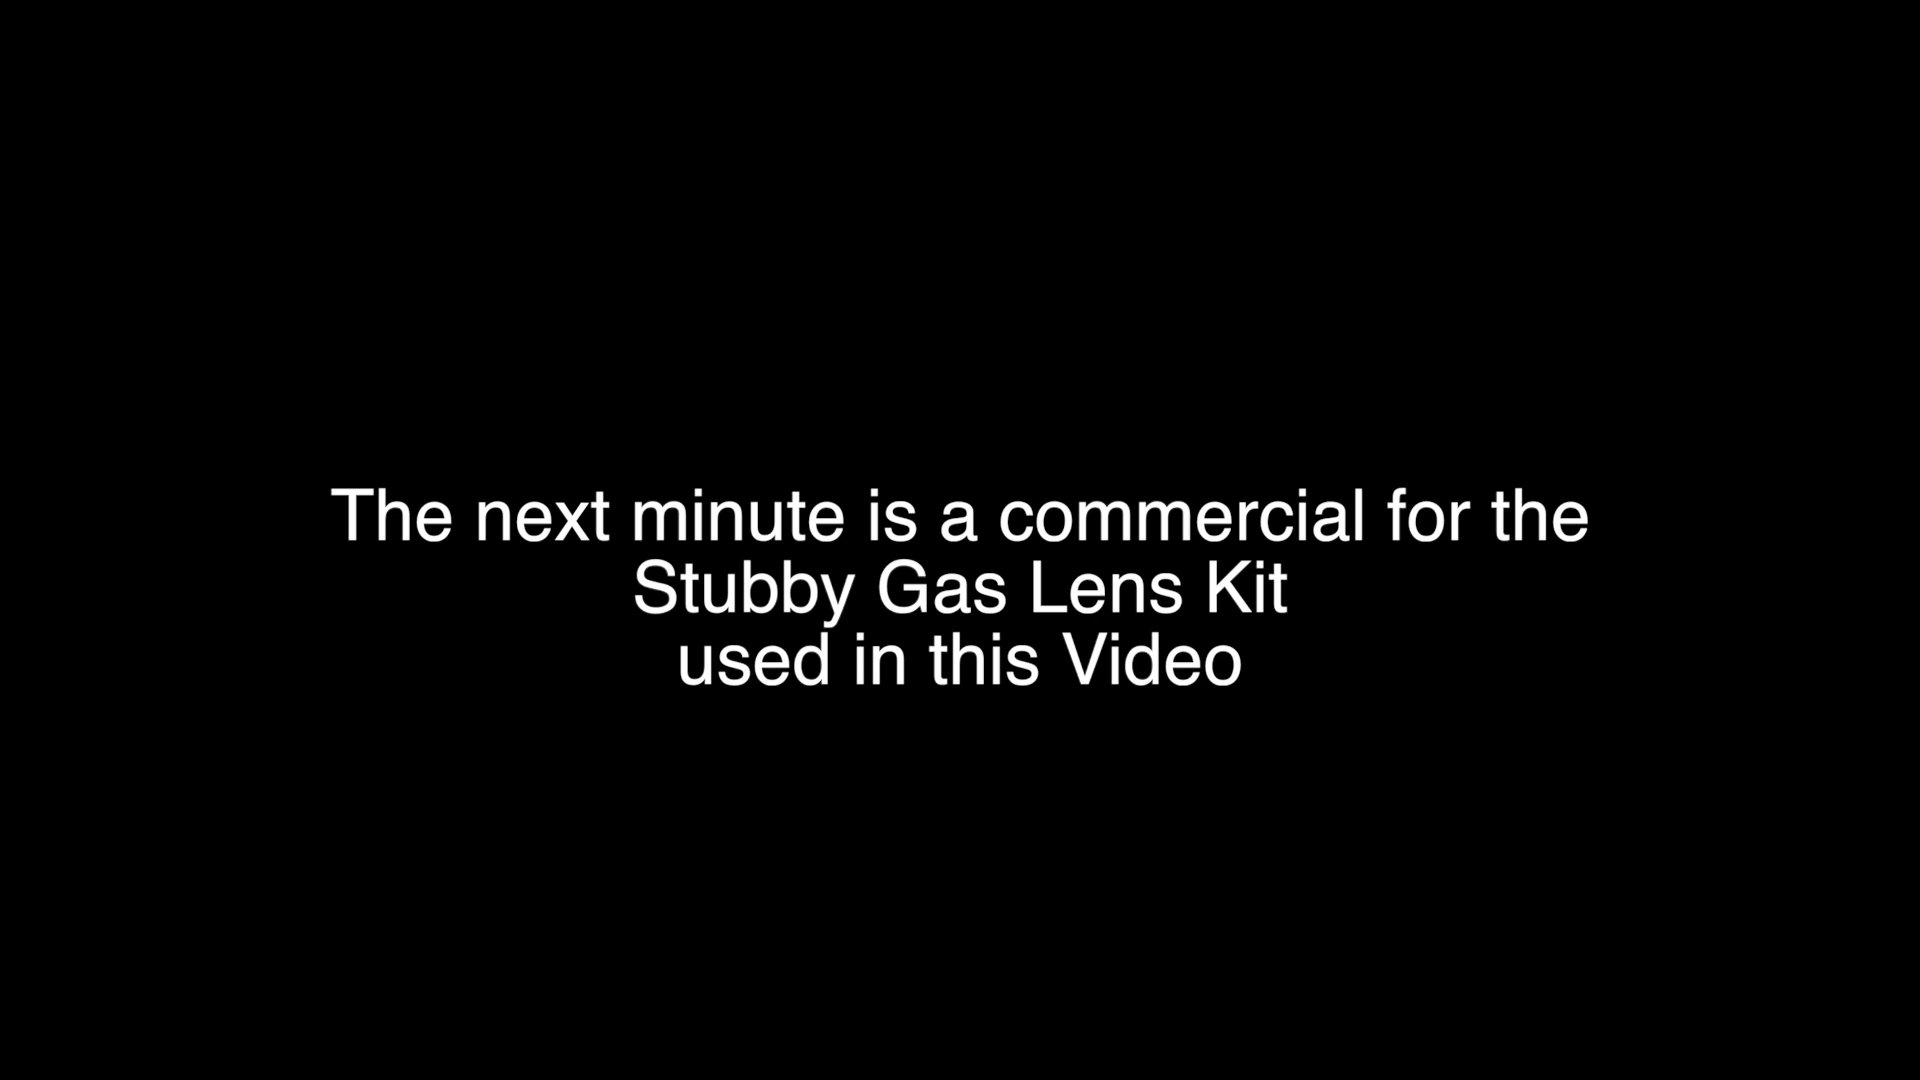 The next minute is a commercial for the
Stubby Gas Lens Kit
used in this Video